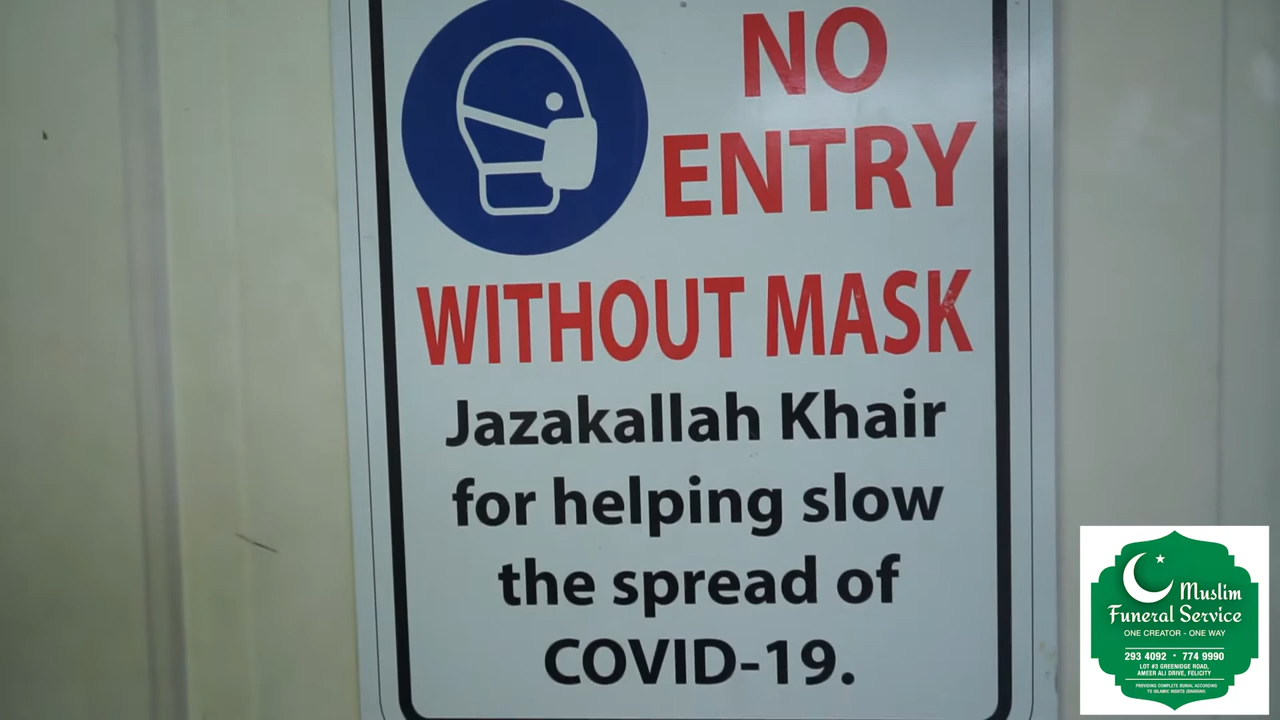 NO
ENTRY
WITHOUT MASK
Jazakallah Khair
for helping slow
the spread of
COVID-19.
Muslim
Funeral Service
ONE CREATOR - ONE WAY
293 4092 • 774 9990
LOT #3 GREENIDGE ROAD,
AMEER ALI DRIVE, FELICITY
PROVIDING COMPLETE BURIAL ACCORDING
TO ISLAMIC RIGHTS (SHARIAH)